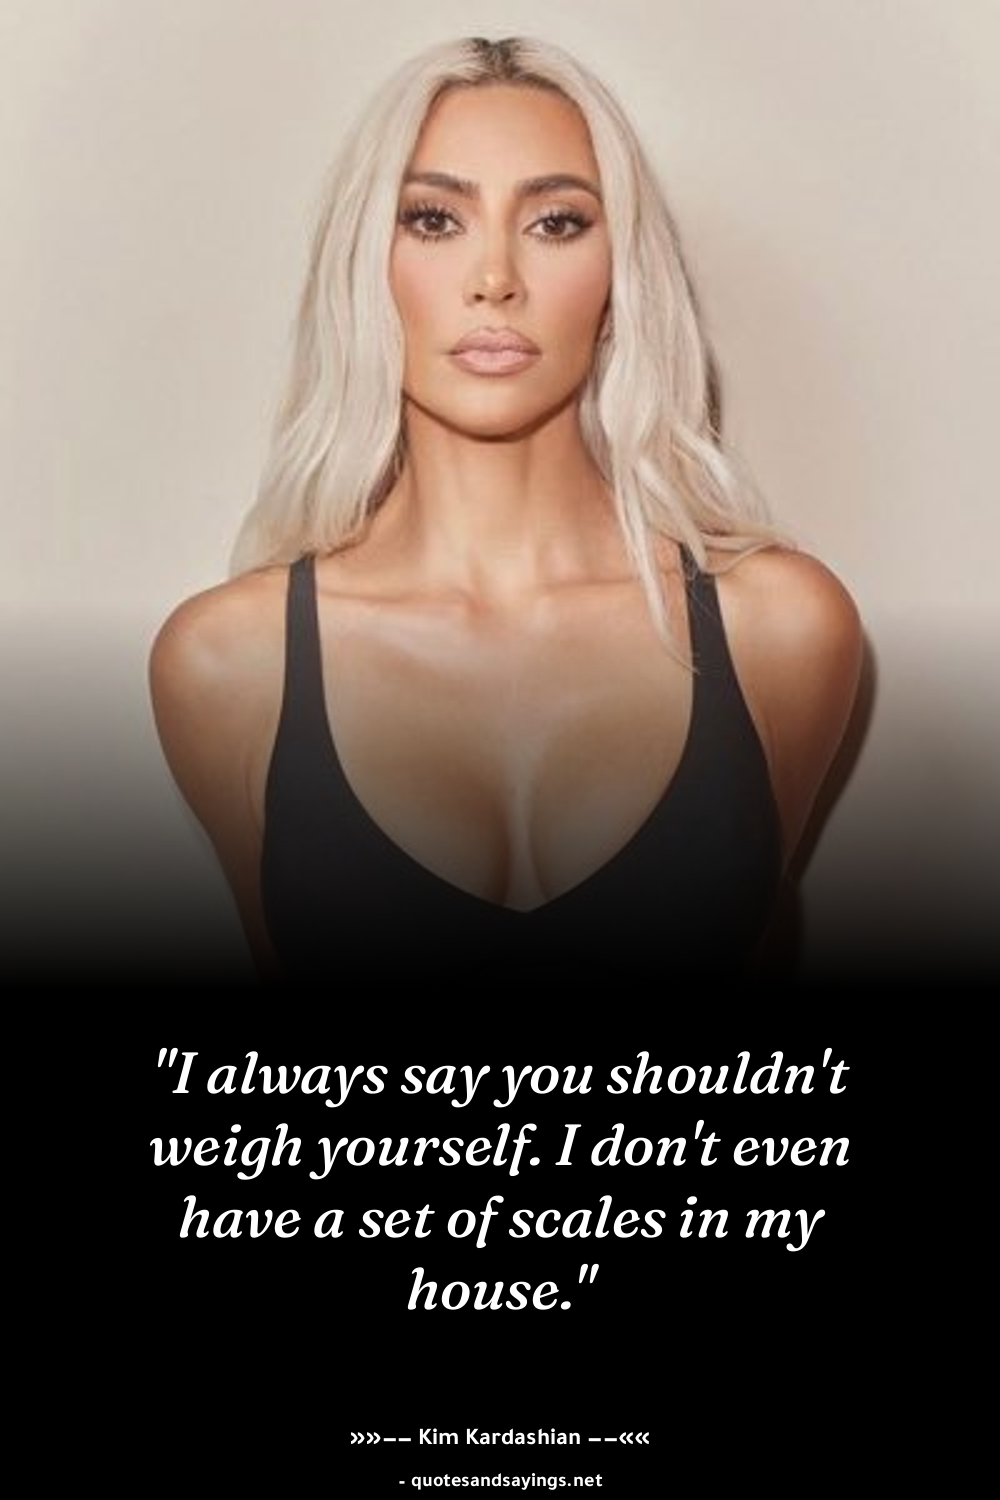 "I always say you shouldn't
weigh yourself. I don't even
have a set of scales in my
house."
»»–– Kim Kardashian ––««
- quotesandsayings.net